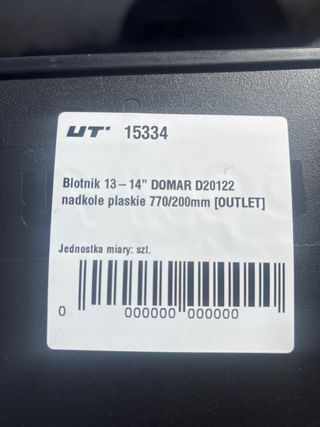 UT 15334
Blotnik 13-14" DOMAR D20122
nadkole plaskie 770/200mm [OUTLET]
Jednostka miary: szt.
0 000000 000000